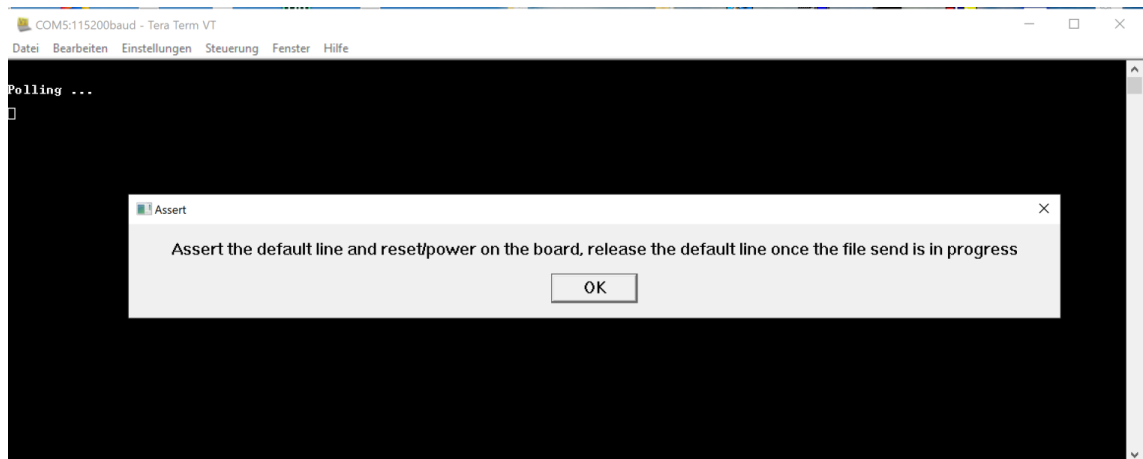 COM5:115200baud - Tera Term VT
Datei Bearbeiten Einstellungen Steuerung Fenster Hilfe
Polling ...
Assert
Assert the default line and reset/power on the board, release the default line once the file send is in progress
OK